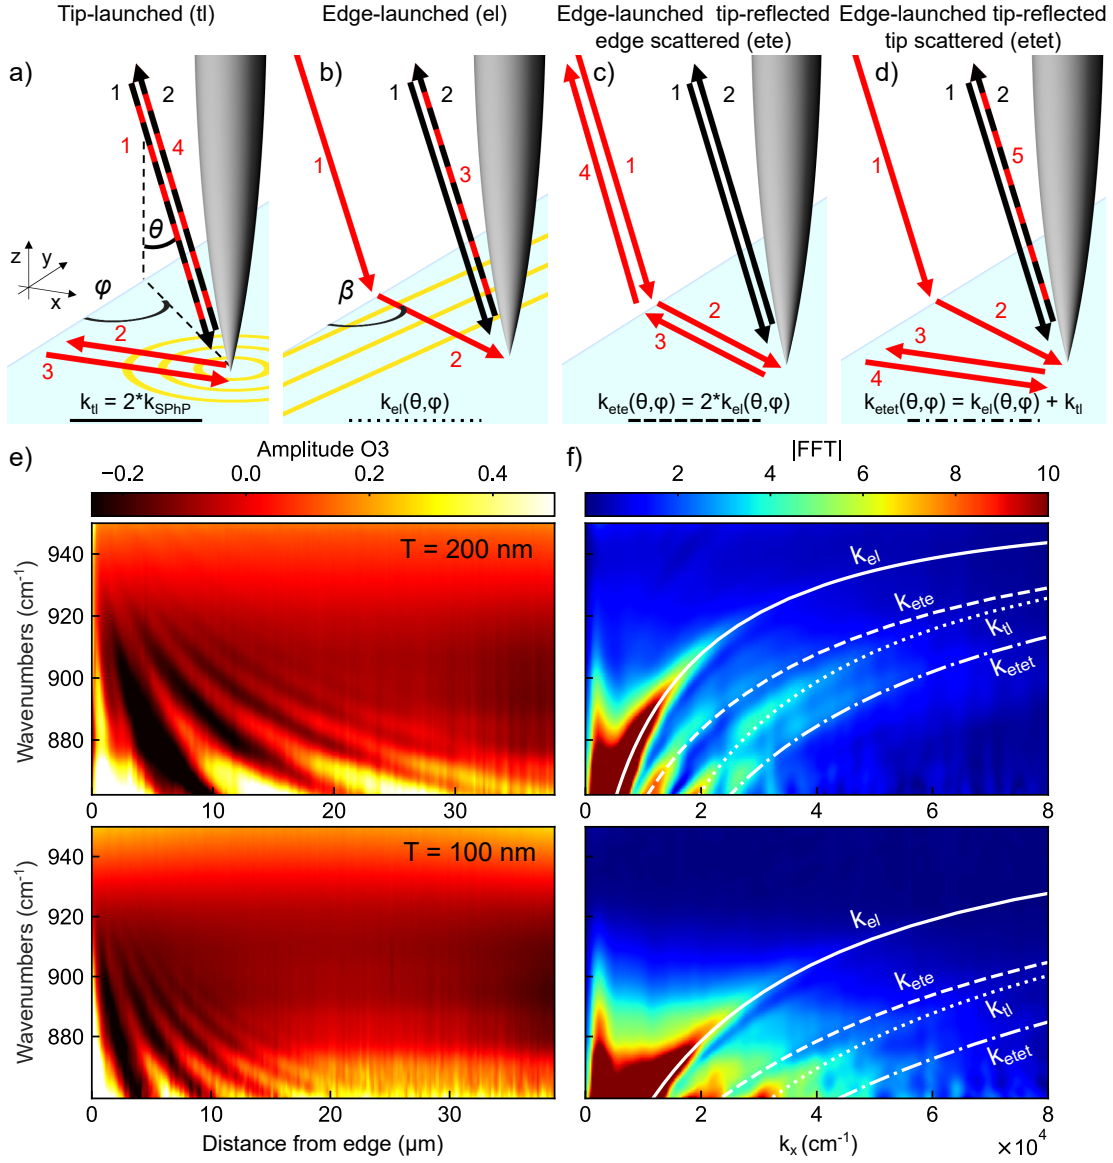 Tip-launched (tl)
Edge-launched (el)
Edge-launched tip-reflected
edge scattered (ete)
Edge-launched tip-reflected
tip scattered (etet)
a)
1
2
1
4
θ
z
y
x
φ
2
3
k_tl = 2*k_SPhP
b)
1
2
1
3
β
2
k_el(θ,φ)
c)
1
2
1
4
2
3
k_ete(θ,φ) = 2*k_el(θ,φ)
d)
1
2
1
5
2
3
4
k_etet(θ,φ) = k_el(θ,φ) + k_tl
e)
Amplitude O3
−0.2 0.0 0.2 0.4
T = 200 nm
Wavenumbers (cm⁻¹)
940
920
900
880
0 10 20 30
T = 100 nm
Wavenumbers (cm⁻¹)
940
920
900
880
0 10 20 30
Distance from edge (μm)
f)
|FFT|
2 4 6 8 10
k_el
k_ete
k_tl
k_etet
0 2 4 6 8
k_el
k_ete
k_tl
k_etet
0 2 4 6 8
k_x (cm⁻¹)
×10⁴